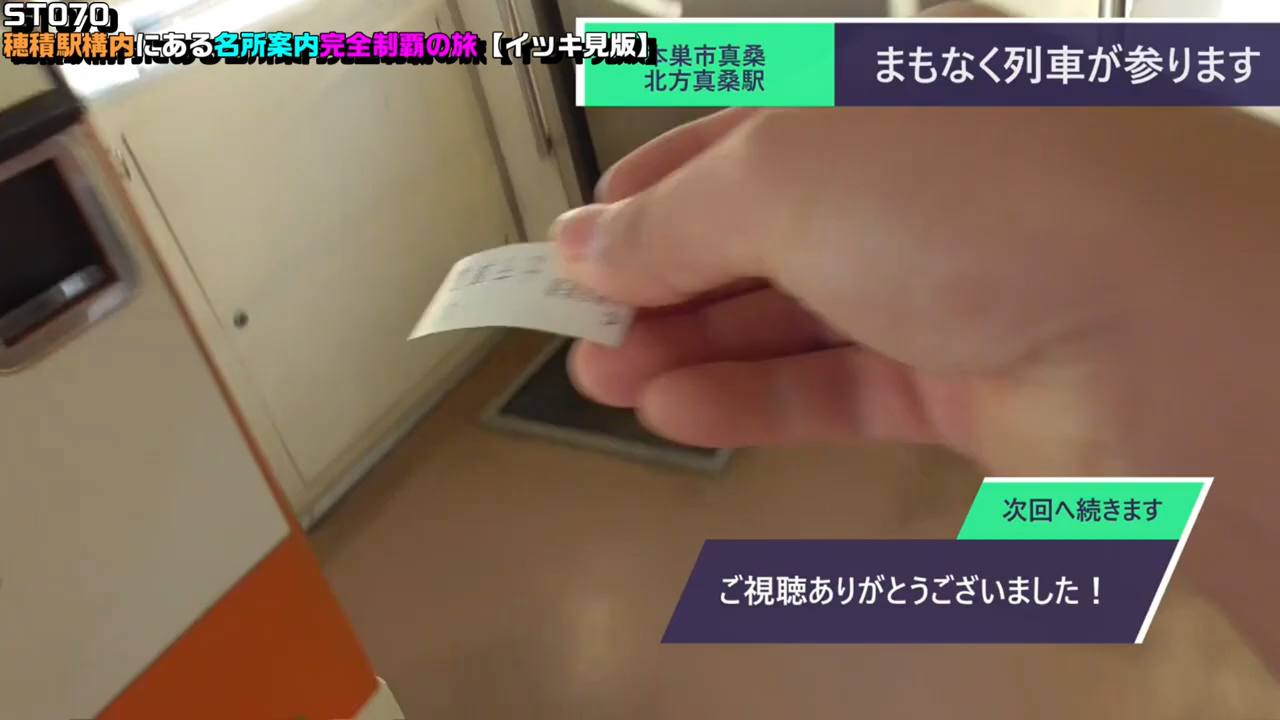 ST070
穂積駅構内にある名所案内完全制覇の旅【イッキ見版】
本巣市真桑
北方真桑駅
まもなく列車が参ります
次回へ続きます
ご視聴ありがとうございました！